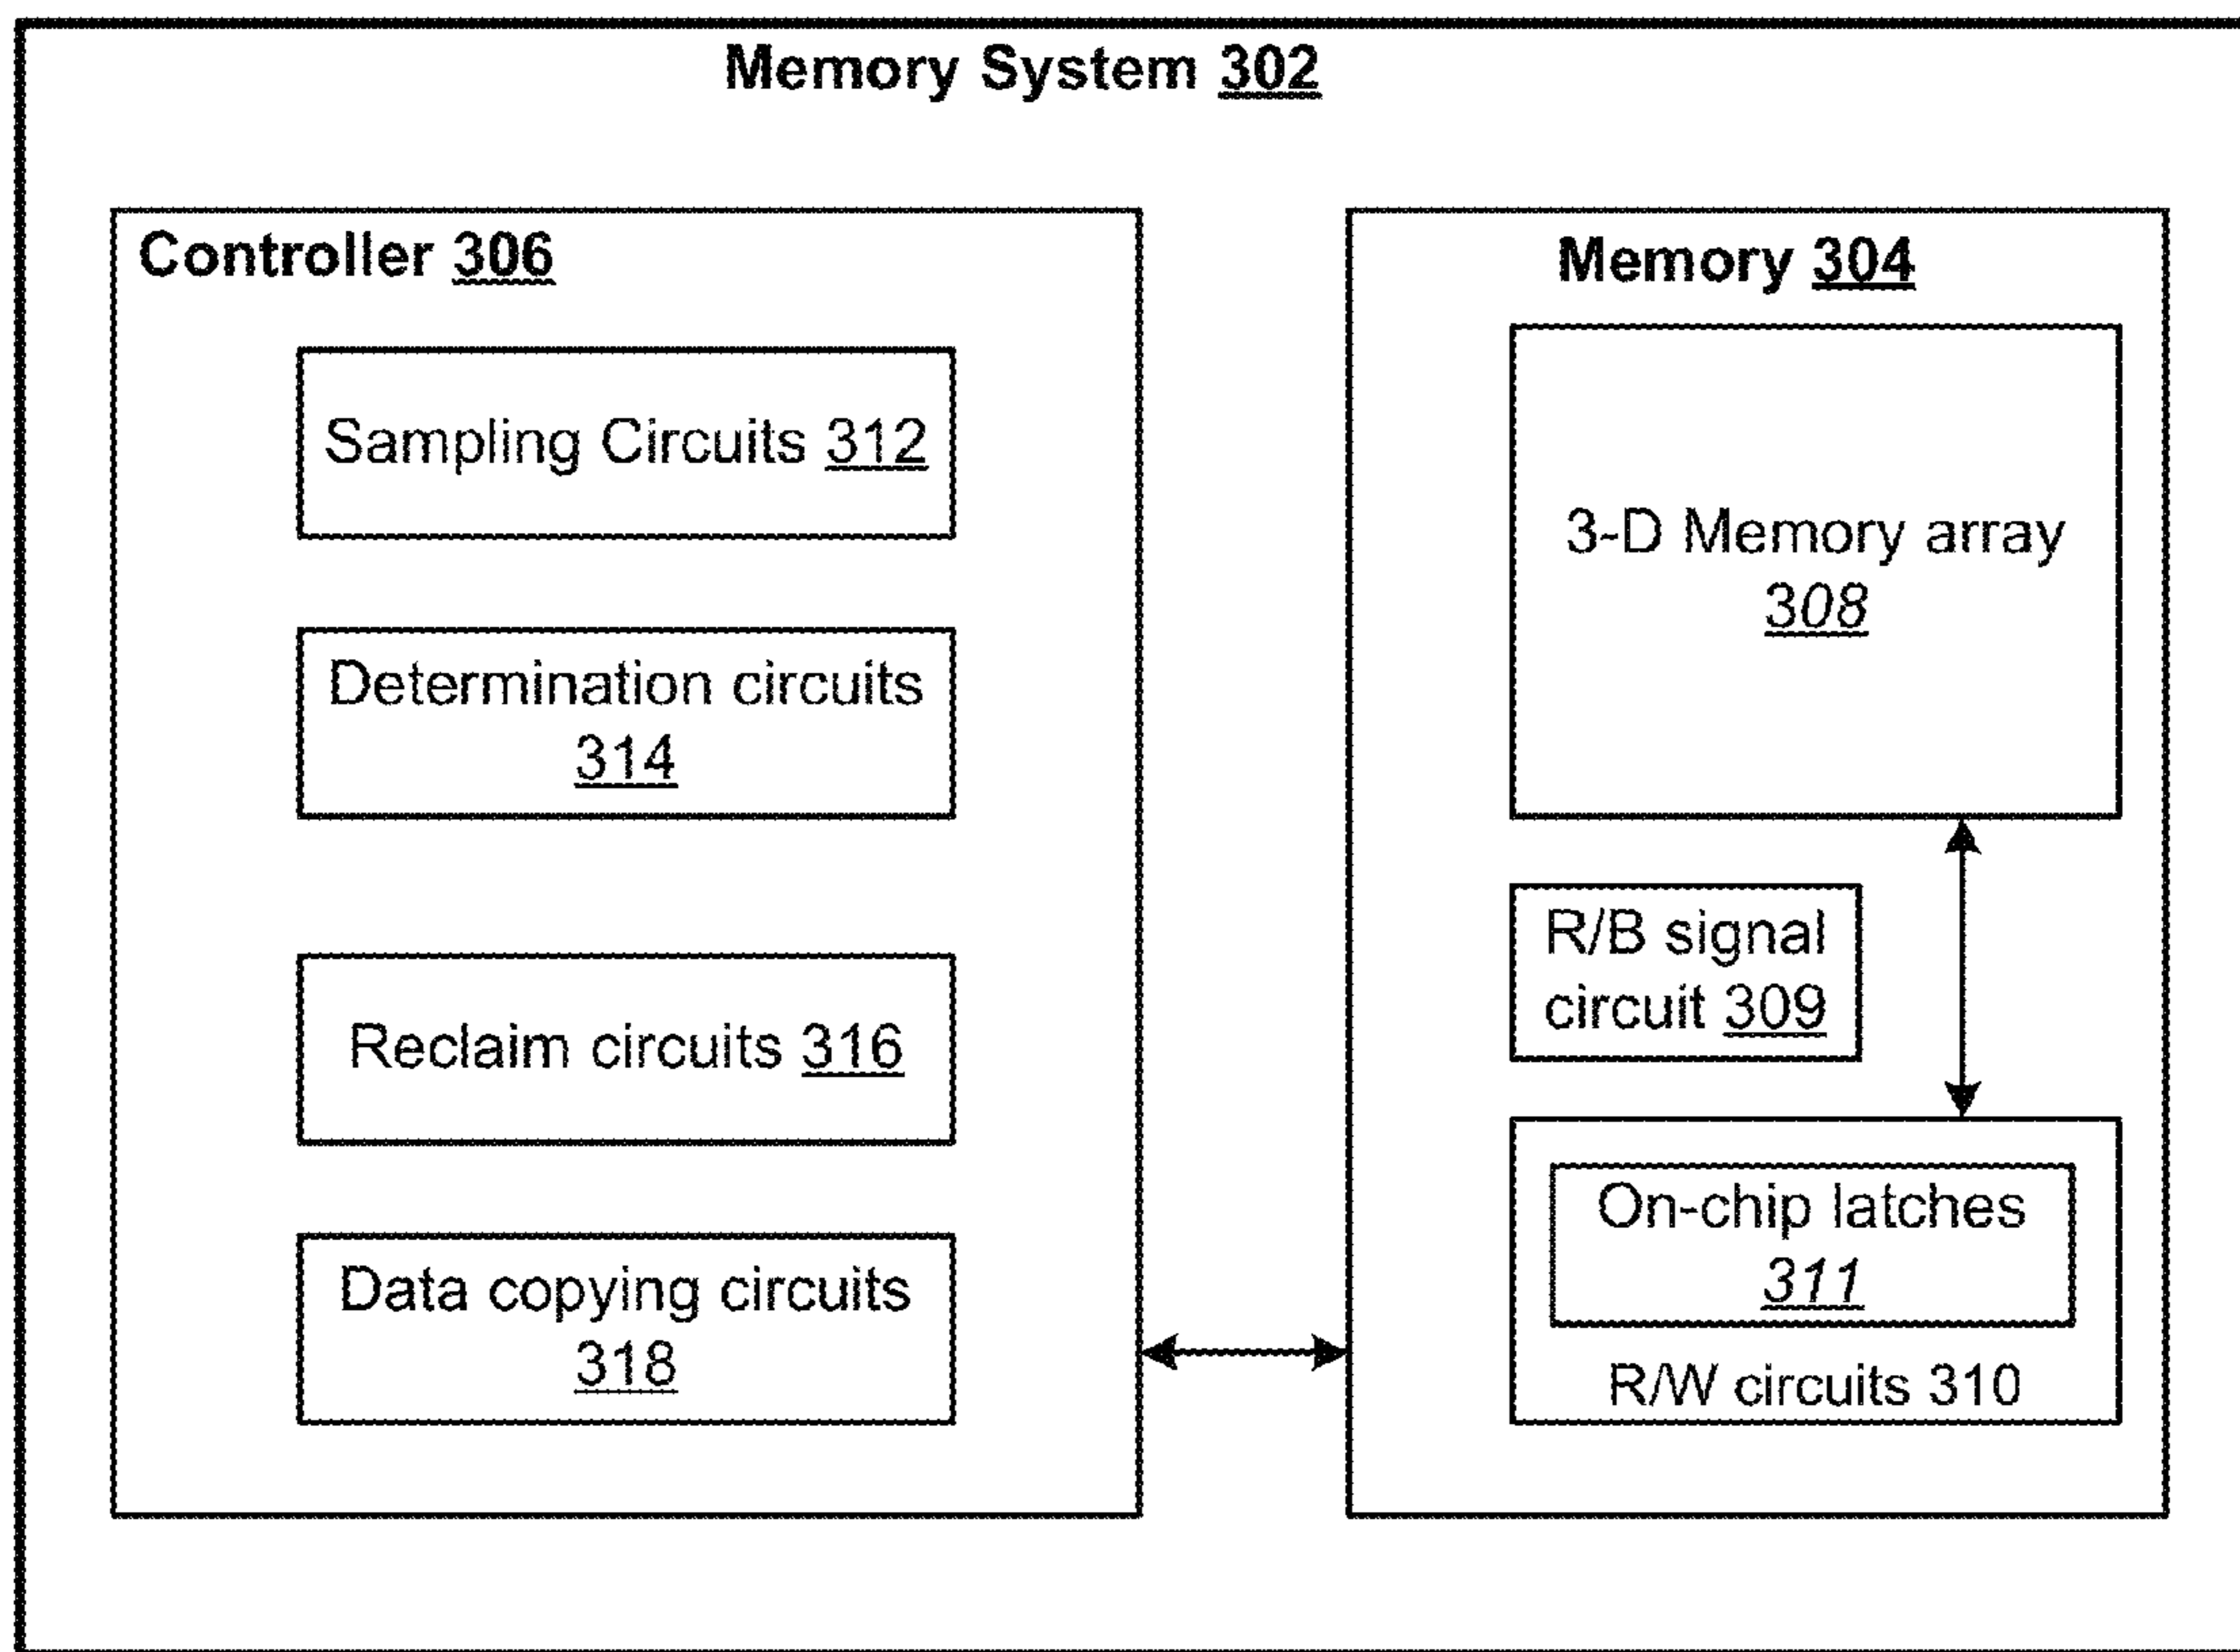 Memory System 302
Controller 306
Sampling Circuits 312
Determination circuits
314
Reclaim circuits 316
Data copying circuits
318
Memory 304
3-D Memory array
308
R/B signal
circuit 309
On-chip latches
311
R/W circuits 310